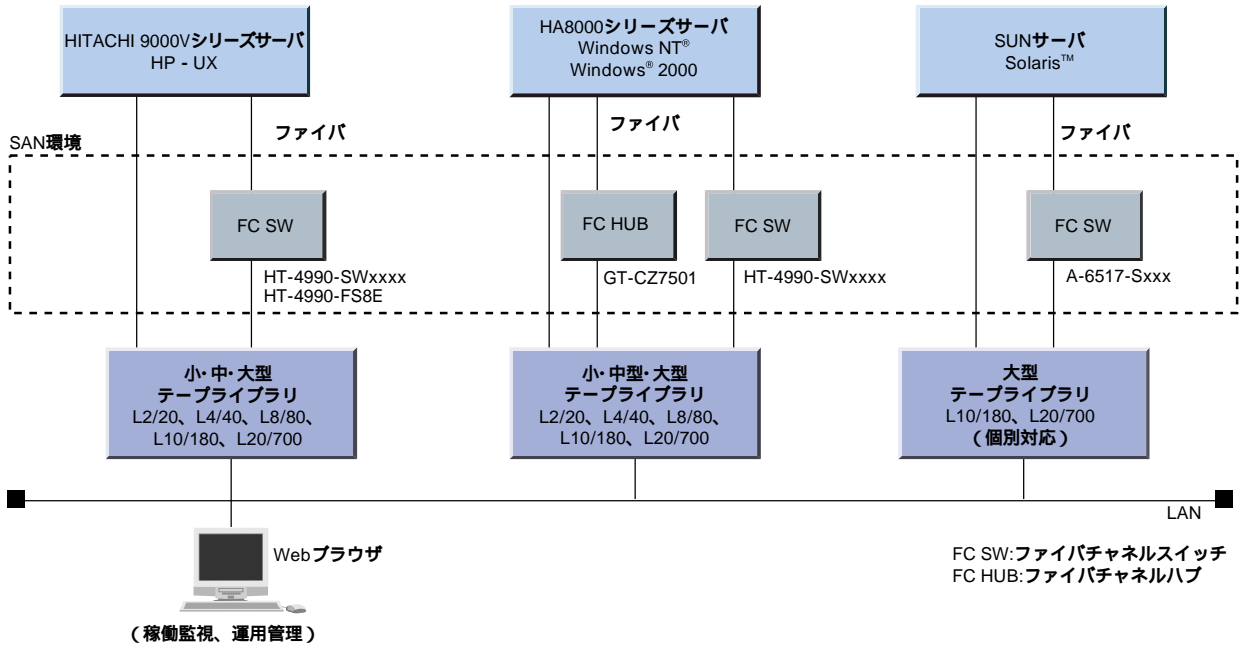 HITACHI 9000Vシリーズサーバ
HP - UX
HA8000シリーズサーバ
Windows NT®
Windows® 2000
SUNサーバ
Solaris™
ファイバ
ファイバ
ファイバ
SAN環境
FC SW
FC HUB
FC SW
FC SW
HT-4990-SWxxxx
HT-4990-FS8E
GT-CZ7501
HT-4990-SWxxxx
A-6517-Sxxx
小・中・大型
テープライブラリ
L2/20、L4/40、L8/80、
L10/180、L20/700
小・中型・大型
テープライブラリ
L2/20、L4/40、L8/80、
L10/180、L20/700
大型
テープライブラリ
L10/180、L20/700
（個別対応）
LAN
Webブラウザ
（稼働監視、運用管理）
FC SW:ファイバチャネルスイッチ
FC HUB:ファイバチャネルハブ